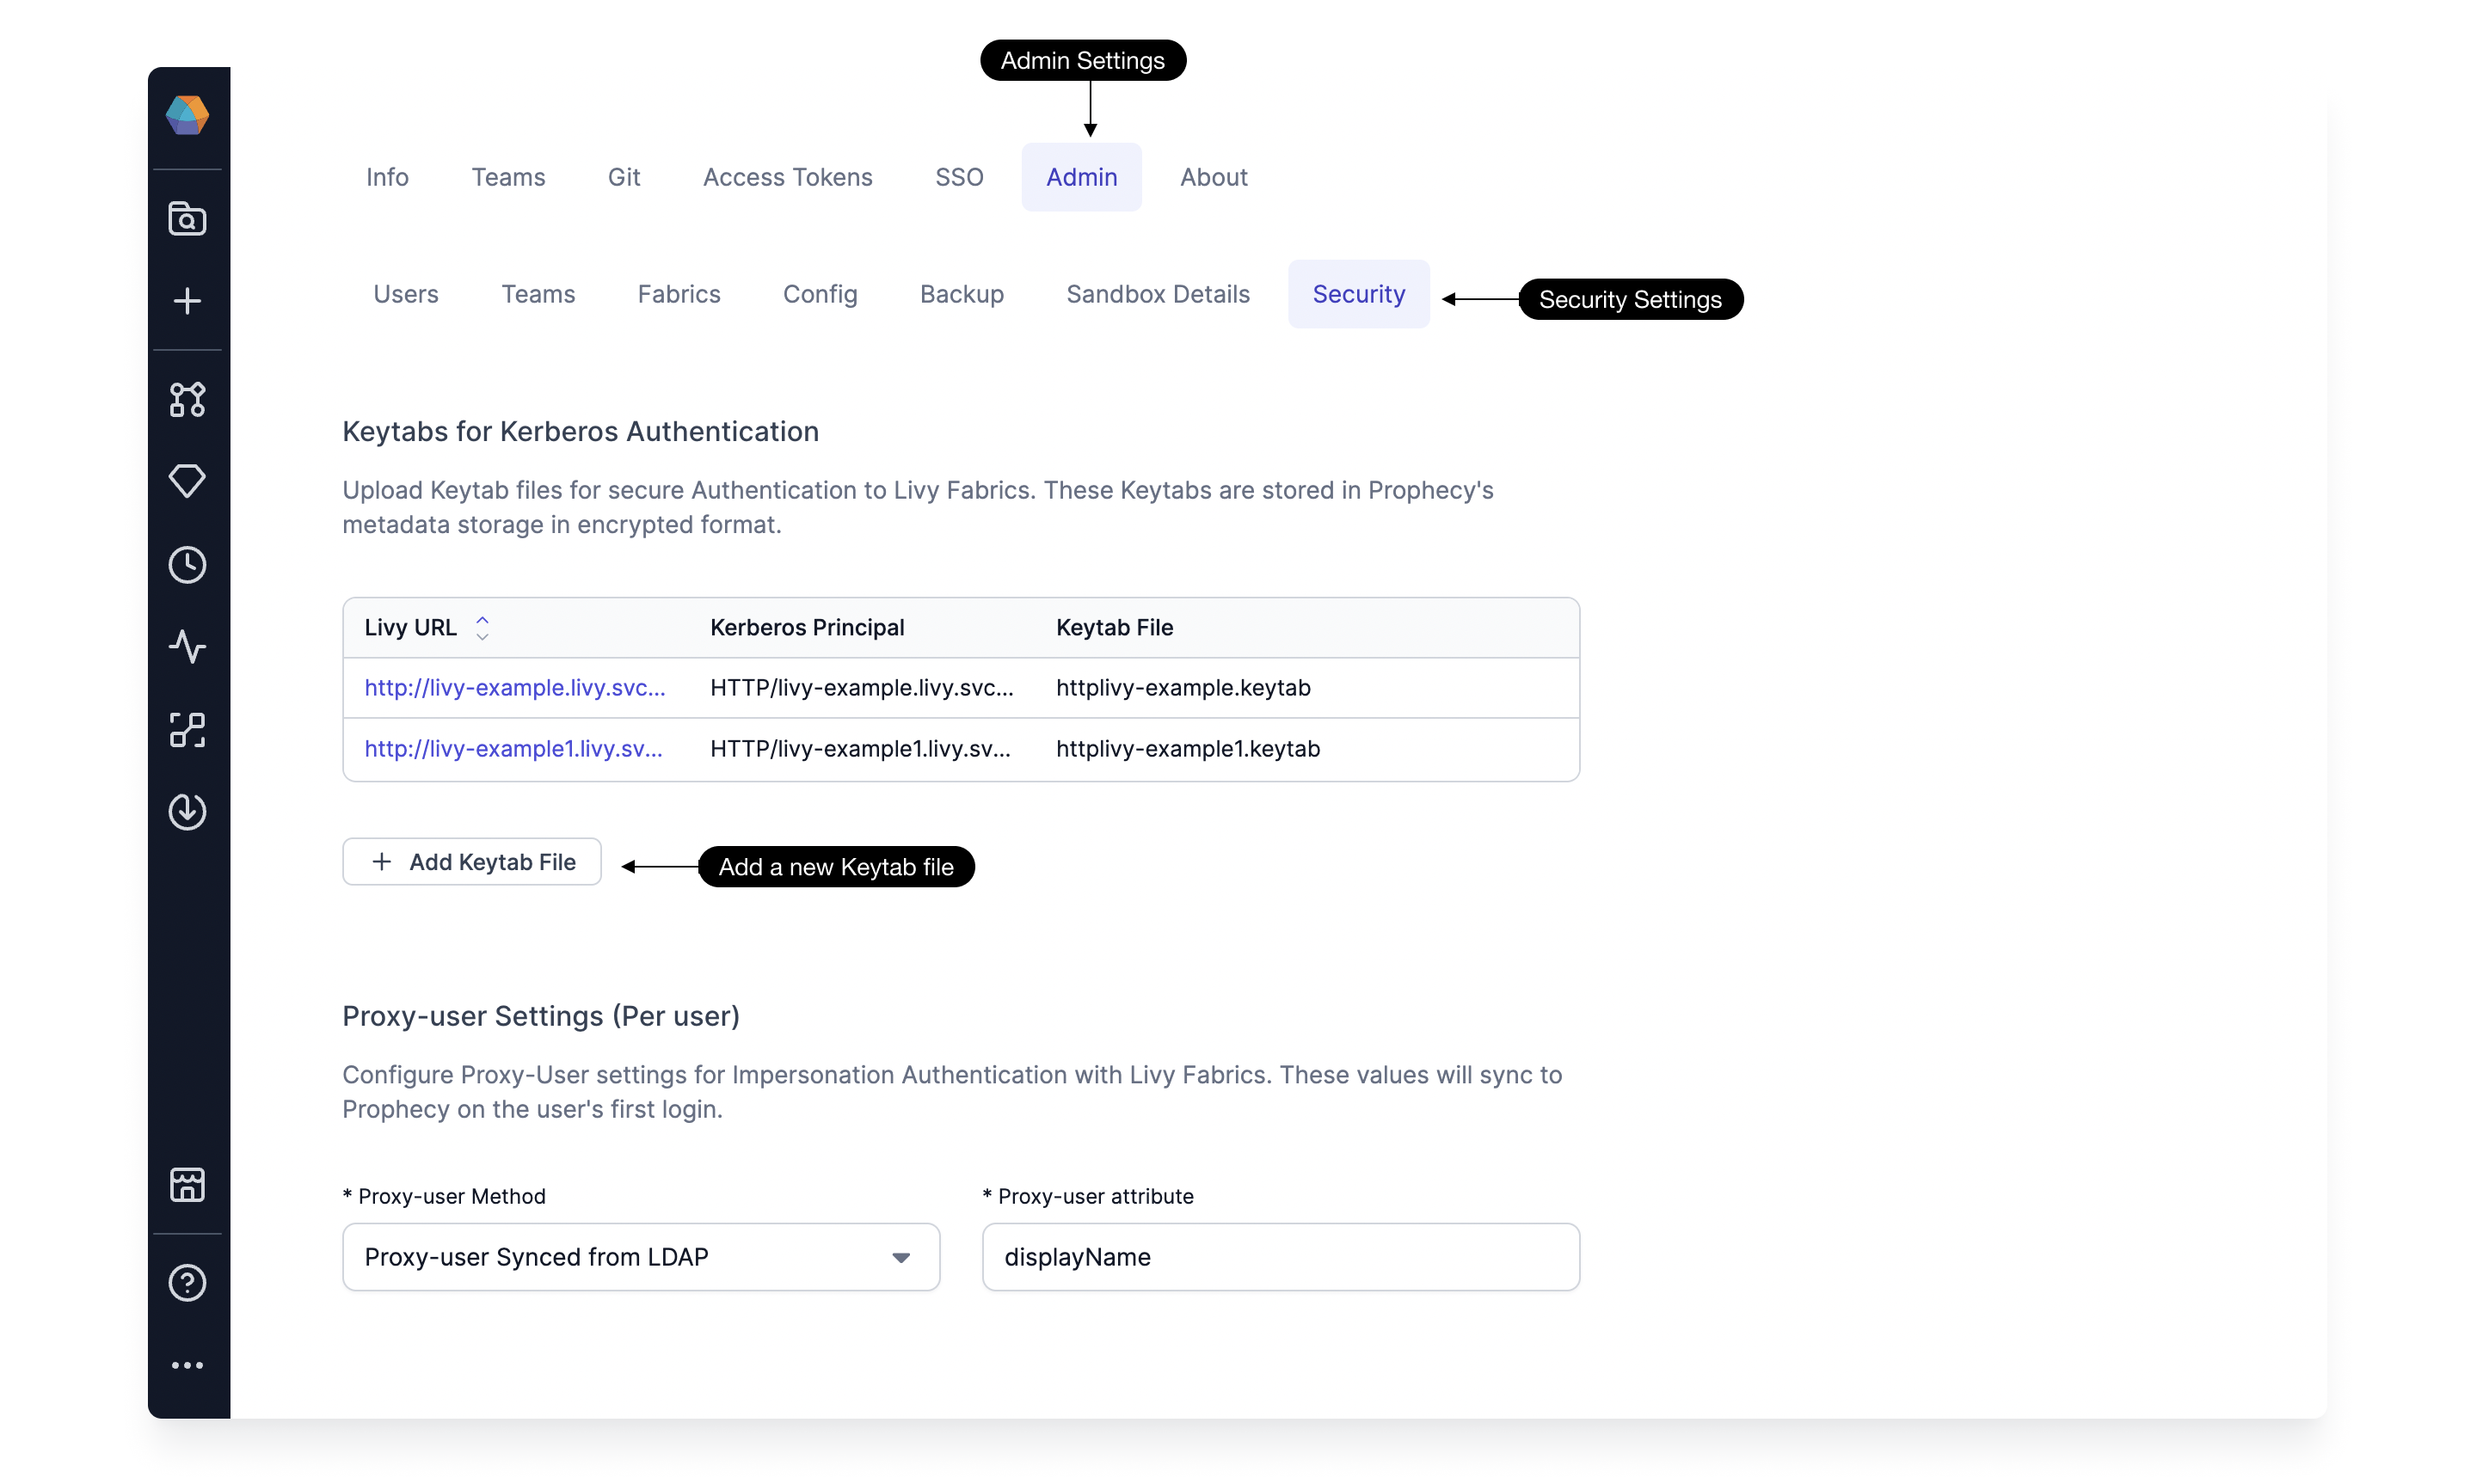 Admin Settings
Info Teams Git Access Tokens SSO Admin About
Users Teams Fabrics Config Backup Sandbox Details Security Security Settings
Keytabs for Kerberos Authentication
Upload Keytab files for secure Authentication to Livy Fabrics. These Keytabs are stored in Prophecy's
metadata storage in encrypted format.
Livy URL Kerberos Principal Keytab File
http://livy-example.livy.svc... HTTP/livy-example.livy.svc... httplivy-example.keytab
http://livy-example1.livy.sv... HTTP/livy-example1.livy.sv... httplivy-example1.keytab
+ Add Keytab File Add a new Keytab file
Proxy-user Settings (Per user)
Configure Proxy-User settings for Impersonation Authentication with Livy Fabrics. These values will sync to
Prophecy on the user's first login.
* Proxy-user Method * Proxy-user attribute
Proxy-user Synced from LDAP displayName